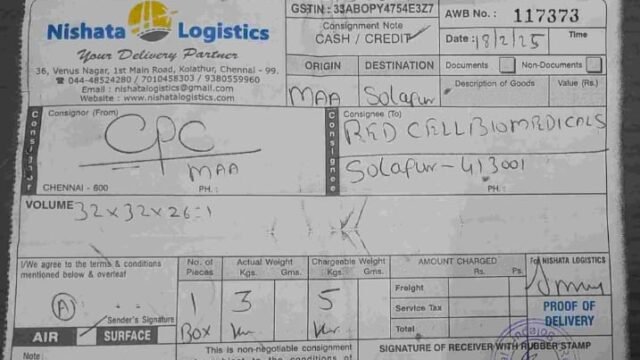 Nishata Logistics
Your Delivery Partner
36, Venus Nagar, 1st Main Road, Kolathur, Chennai - 99.
044-48524280 / 7010458303 / 9380559960
Email : nishatalogistics@gmail.com
Website : www.nishatalogistics.com
GSTIN : 33ABOPY4754E3Z7
Consignment Note
CASH / CREDIT
AWB No. : 117373
Date : 18/2/25 Time
ORIGIN DESTINATION
MAA Solapur
Documents Non-Documents
Description of Goods Value (Rs.)
Consignor
Consignor (From)
CPC
MAA
CHENNAI - 600 PH. :
Consignee
Consignee (To)
RED CELL BIOMEDICALS
Solapur - 413001
PH. :
VOLUME 32x32x26=1
I/We agree to the terms & conditions
mentioned below & overleaf
A
Sender's Signature
AIR SURFACE
No. of Pieces
1
Box
Actual Weight
Kgs. Gms.
3
Chargeable Weight
Kgs. Gms.
5
AMOUNT CHARGED
Rs. Ps.
Freight
Service Tax
Total
For NISHATA LOGISTICS
PROOF OF
DELIVERY
This is non-negotiable consignment
SIGNATURE OF RECEIVER WITH RUBBER STAMP